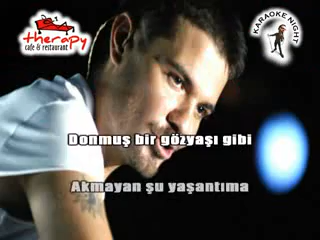 therapy
cafe & restaurant
KARAOKE NIGHT
Donmuş bir gözyaşı gibi
Akmayan şu yaşantıma